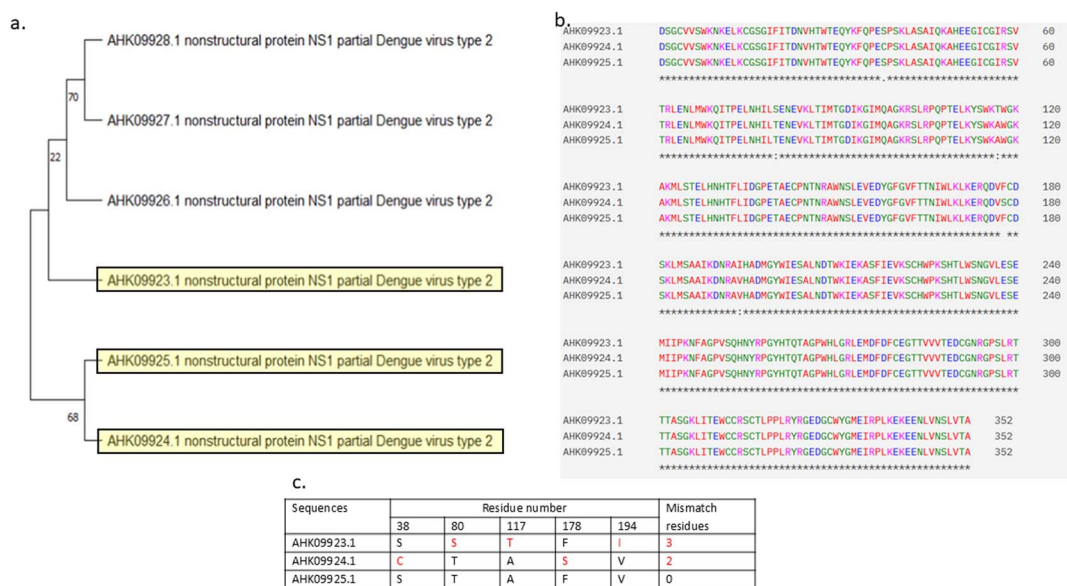 a.
AHK09928.1 nonstructural protein NS1 partial Dengue virus type 2
70
AHK09927.1 nonstructural protein NS1 partial Dengue virus type 2
22
AHK09926.1 nonstructural protein NS1 partial Dengue virus type 2
AHK09923.1 nonstructural protein NS1 partial Dengue virus type 2
AHK09925.1 nonstructural protein NS1 partial Dengue virus type 2
68
AHK09924.1 nonstructural protein NS1 partial Dengue virus type 2
b.
AHK09923.1 DSGCVVSWKNKELKCGSGIFITDNVHTWTEQYKFQPESPSKLASAIQKAHEEGICGIRSV 60
AHK09924.1 DSGCVVSWKNKELKCGSGIFITDNVHTWTEQYKFQPECPSKLASAIQKAHEEGICGIRSV 60
AHK09925.1 DSGCVVSWKNKELKCGSGIFITDNVHTWTEQYKFQPESPSKLASAIQKAHEEGICGIRSV 60
*************************************.**********************
AHK09923.1 TRLENLMWKQITPELNHILSENEVKLTIMTGDIKGIMQAGKRSLRPQPTELKYSWKTWGK 120
AHK09924.1 TRLENLMWKQITPELNHILTENEVKLTIMTGDIKGIMQAGKRSLRPQPTELKYSWKAWGK 120
AHK09925.1 TRLENLMWKQITPELNHILTENEVKLTIMTGDIKGIMQAGKRSLRPQPTELKYSWKAWGK 120
*******************:************************************:***
AHK09923.1 AKMLSTELHNHTFLIDGPETAECPNTNRAWNSLEVEDYGFGVFTTNIWLKLKERQDVFCD 180
AHK09924.1 AKMLSTELHNHTFLIDGPETAECPNTNRAWNSLEVEDYGFGVFTTNIWLKLKERQDVSCD 180
AHK09925.1 AKMLSTELHNHTFLIDGPETAECPNTNRAWNSLEVEDYGFGVFTTNIWLKLKERQDVFCD 180
********************************************************* **
AHK09923.1 SKLMSAAIKDNRAIHADMGYWIESALNDTWKIEKASFIEVKSCHWPKSHTLWSNGVLESE 240
AHK09924.1 SKLMSAAIKDNRAVHADMGYWIESALNDTWKIEKASFIEVKSCHWPKSHTLWSNGVLESE 240
AHK09925.1 SKLMSAAIKDNRAVHADMGYWIESALNDTWKIEKASFIEVKSCHWPKSHTLWSNGVLESE 240
*************:**********************************************
AHK09923.1 MIIPKNFAGPVSQHNYRPGYHTQTAGPWHLGRLEMDFDFCEGTTVVVTEDCGNRGPSLRT 300
AHK09924.1 MIIPKNFAGPVSQHNYRPGYHTQTAGPWHLGRLEMDFDFCEGTTVVVTEDCGNRGPSLRT 300
AHK09925.1 MIIPKNFAGPVSQHNYRPGYHTQTAGPWHLGRLEMDFDFCEGTTVVVTEDCGNRGPSLRT 300
************************************************************
AHK09923.1 TTASGKLITEWCCRSCTLPPLRYRGEDGCWYGMEIRPLKEKEENLVNSLVTA 352
AHK09924.1 TTASGKLITEWCCRSCTLPPLRYRGEDGCWYGMEIRPLKEKEENLVNSLVTA 352
AHK09925.1 TTASGKLITEWCCRSCTLPPLRYRGEDGCWYGMEIRPLKEKEENLVNSLVTA 352
****************************************************
c.
Sequences Residue number Mismatch residues
38 80 117 178 194
AHK09923.1 S S T F I 3
AHK09924.1 C T A S V 2
AHK09925.1 S T A F V 0